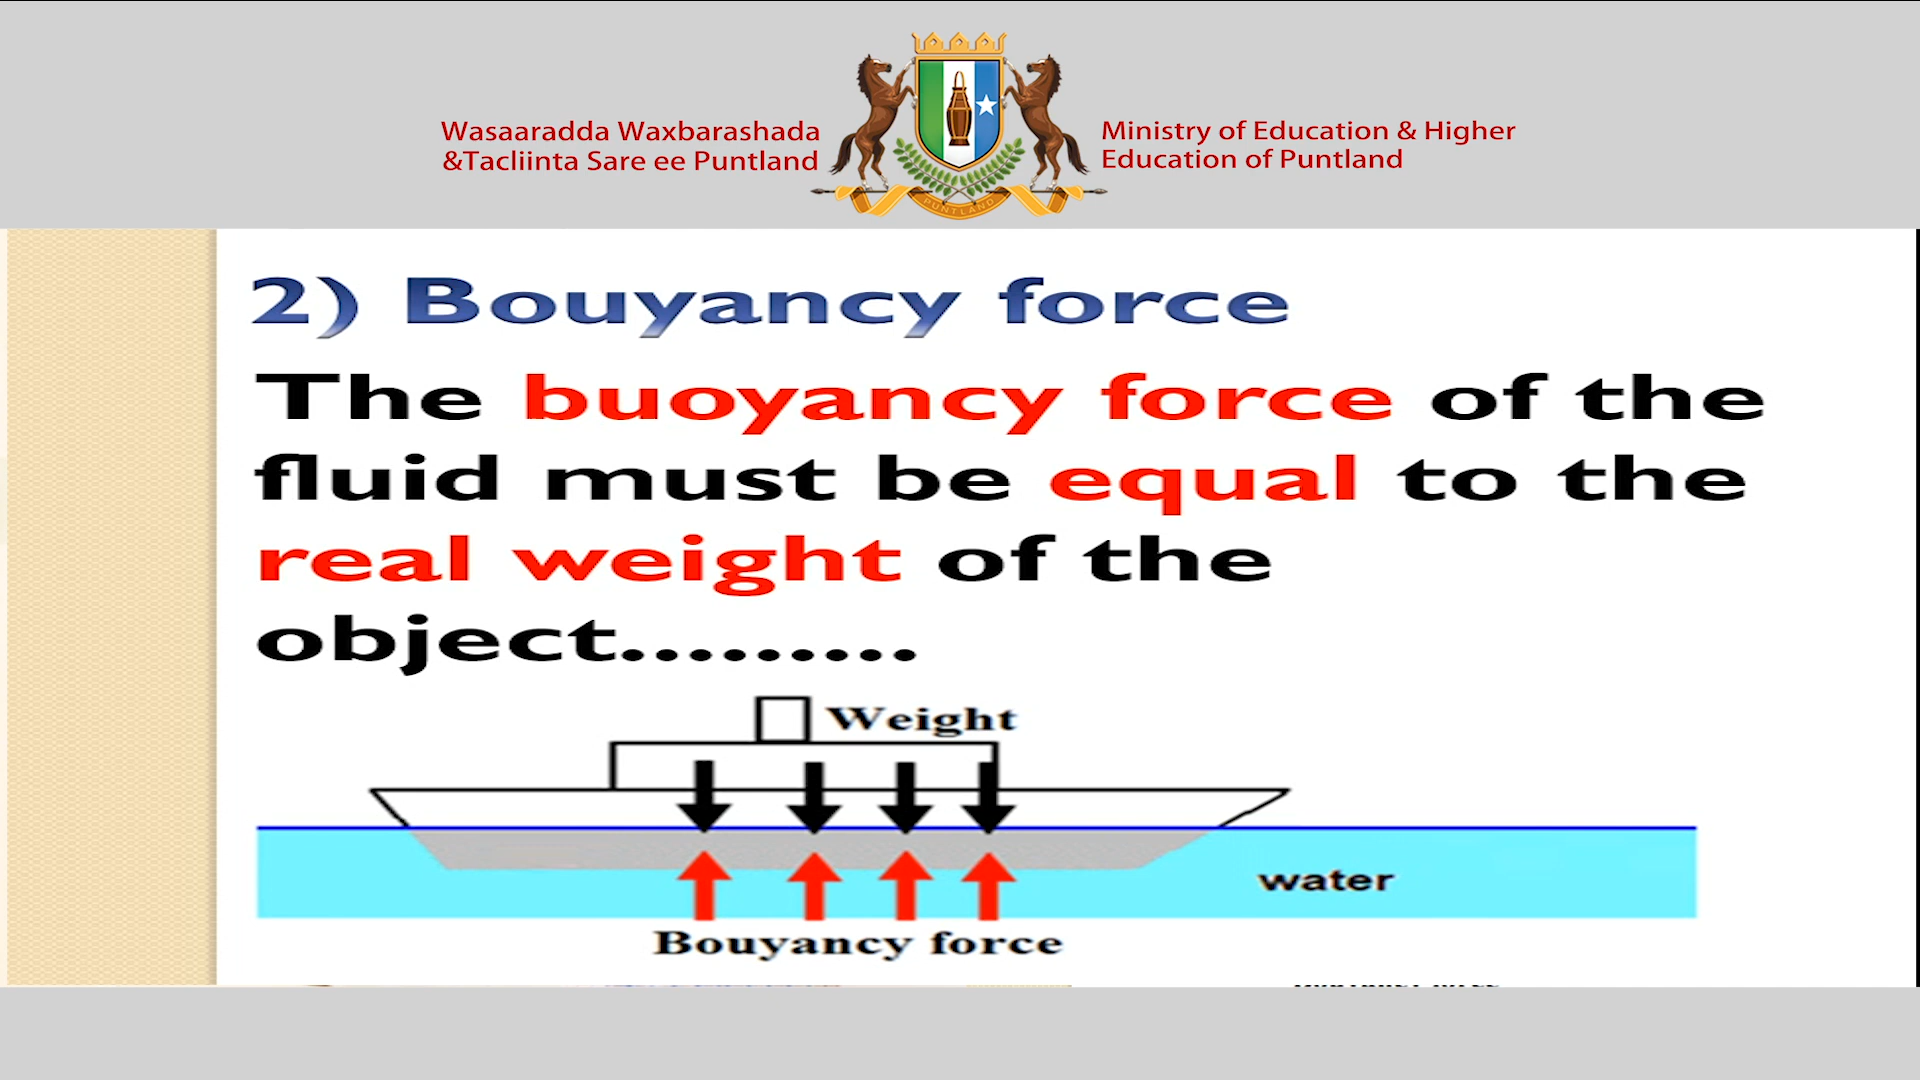 Wasaaradda Waxbarashada
&Tacliinta Sare ee Puntland
Ministry of Education & Higher
Education of Puntland
PUNTLAND
2) Bouyancy force
The buoyancy force of the
fluid must be equal to the
real weight of the
object.........
Weight
water
Bouyancy force